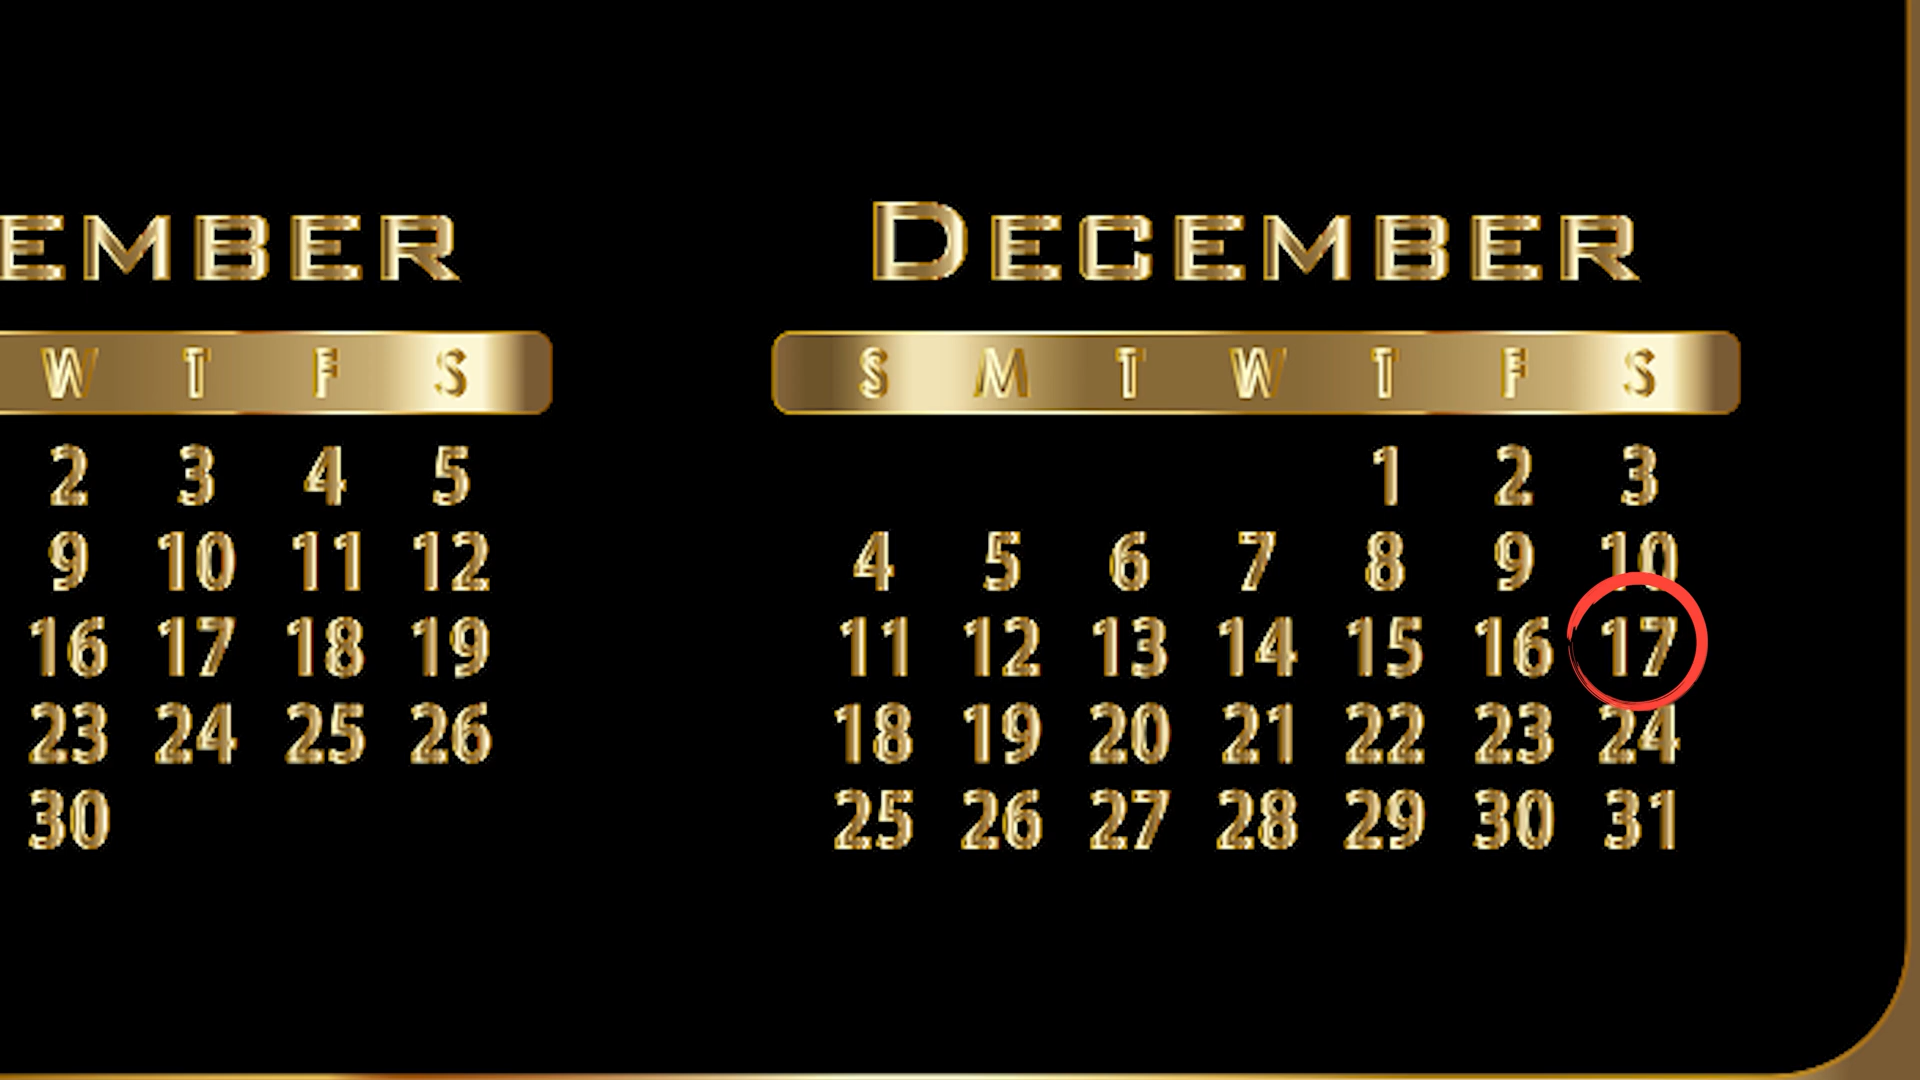 EMBER
W T F S
2 3 4 5
9 10 11 12
16 17 18 19
23 24 25 26
30
DECEMBER
S M T W T F S
1 2 3
4 5 6 7 8 9 10
11 12 13 14 15 16 17
18 19 20 21 22 23 24
25 26 27 28 29 30 31